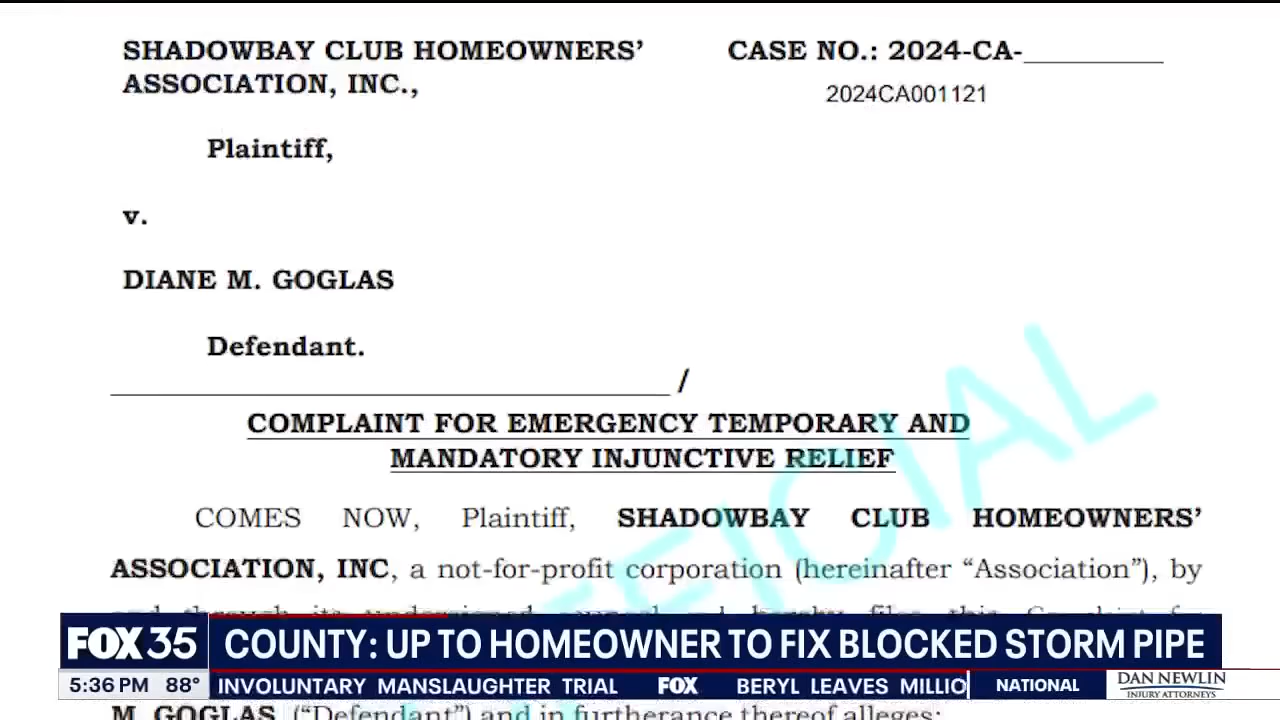 SHADOWBAY CLUB HOMEOWNERS’
ASSOCIATION, INC.,
CASE NO.: 2024-CA-
2024CA001121
Plaintiff,
v.
DIANE M. GOGLAS
Defendant.
/
COMPLAINT FOR EMERGENCY TEMPORARY AND
MANDATORY INJUNCTIVE RELIEF
COMES NOW, Plaintiff, SHADOWBAY CLUB HOMEOWNERS’
ASSOCIATION, INC, a not-for-profit corporation (hereinafter “Association”), by
FICIAL
FOX 35
COUNTY: UP TO HOMEOWNER TO FIX BLOCKED STORM PIPE
5:36 PM 88° INVOLUNTARY MANSLAUGHTER TRIAL FOX BERYL LEAVES MILLIO NATIONAL DAN NEWLIN
INJURY ATTORNEYS
M. GOGLAS (“Defendant”) and in furtherance thereof alleges: